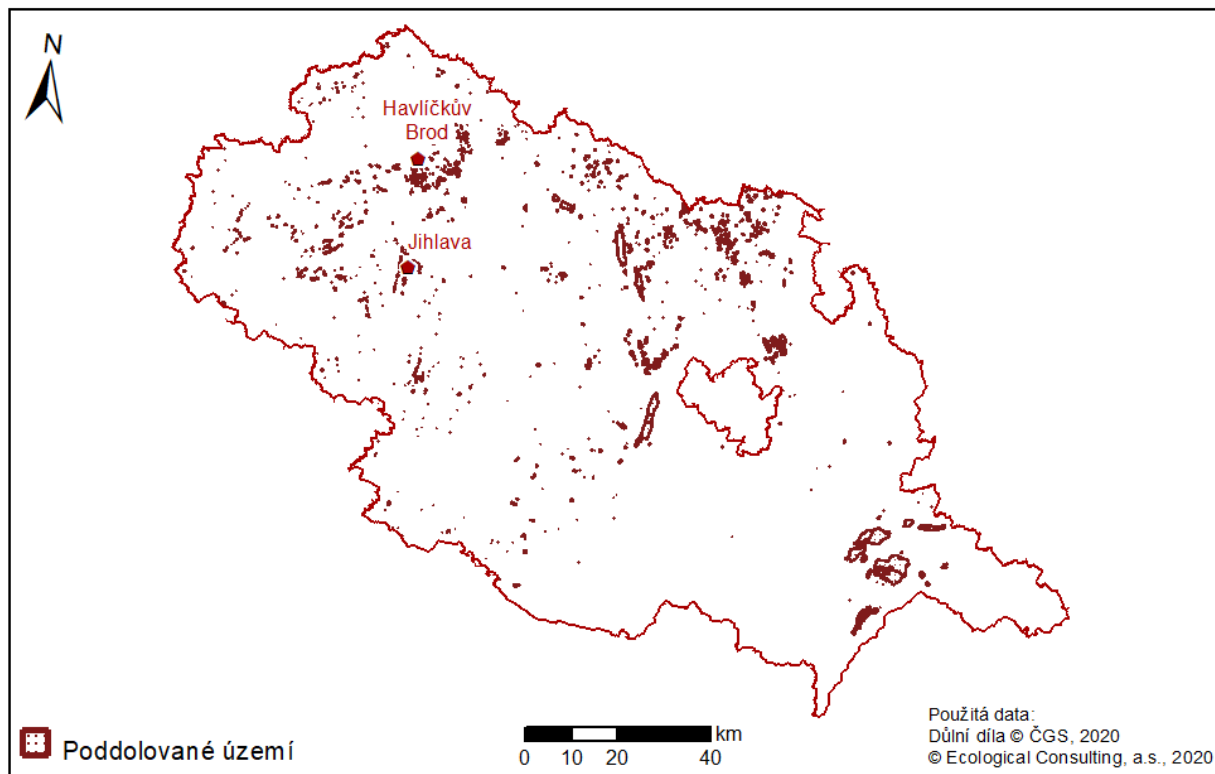 N
Havlíčkův
Brod
Jihlava
Poddolované území
km
0 10 20 40
Použitá data:
Důlní díla © ČGS, 2020
© Ecological Consulting, a.s., 2020